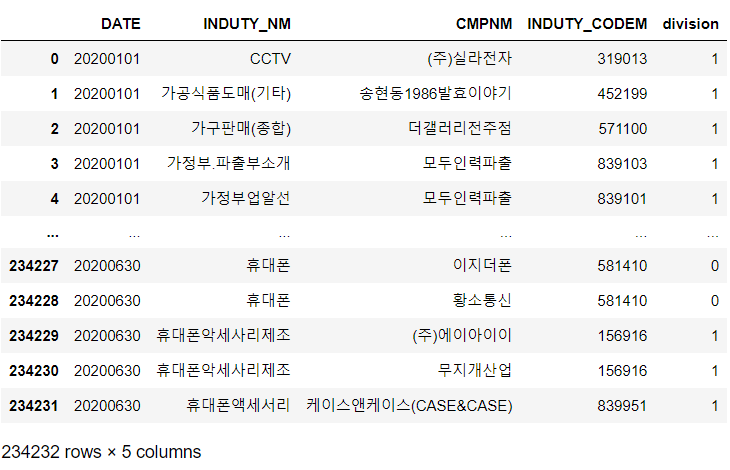 DATE INDUTY_NM CMPNM INDUTY_CODEM division
0 20200101 CCTV (주)실라전자 319013 1
1 20200101 가공식품도매(기타) 송현동1986발효이야기 452199 1
2 20200101 가구판매(종합) 더갤러리전주점 571100 1
3 20200101 가정부.파출부소개 모두인력파출 839103 1
4 20200101 가정부업알선 모두인력파출 839101 1
... ... ... ... ... ...
234227 20200630 휴대폰 이지더폰 581410 0
234228 20200630 휴대폰 황소통신 581410 0
234229 20200630 휴대폰악세사리제조 (주)에이아이이 156916 1
234230 20200630 휴대폰악세사리제조 무지개산업 156916 1
234231 20200630 휴대폰액세서리 케이스앤케이스(CASE&CASE) 839951 1
234232 rows × 5 columns